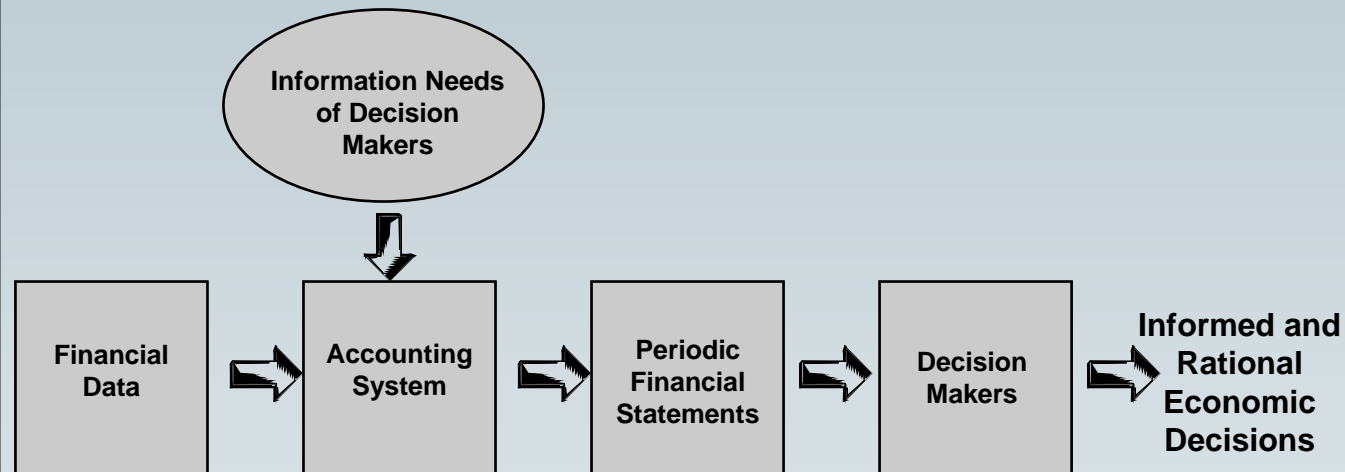 Information Needs
of Decision
Makers
Financial
Data
Accounting
System
Periodic
Financial
Statements
Decision
Makers
Informed and
Rational
Economic
Decisions